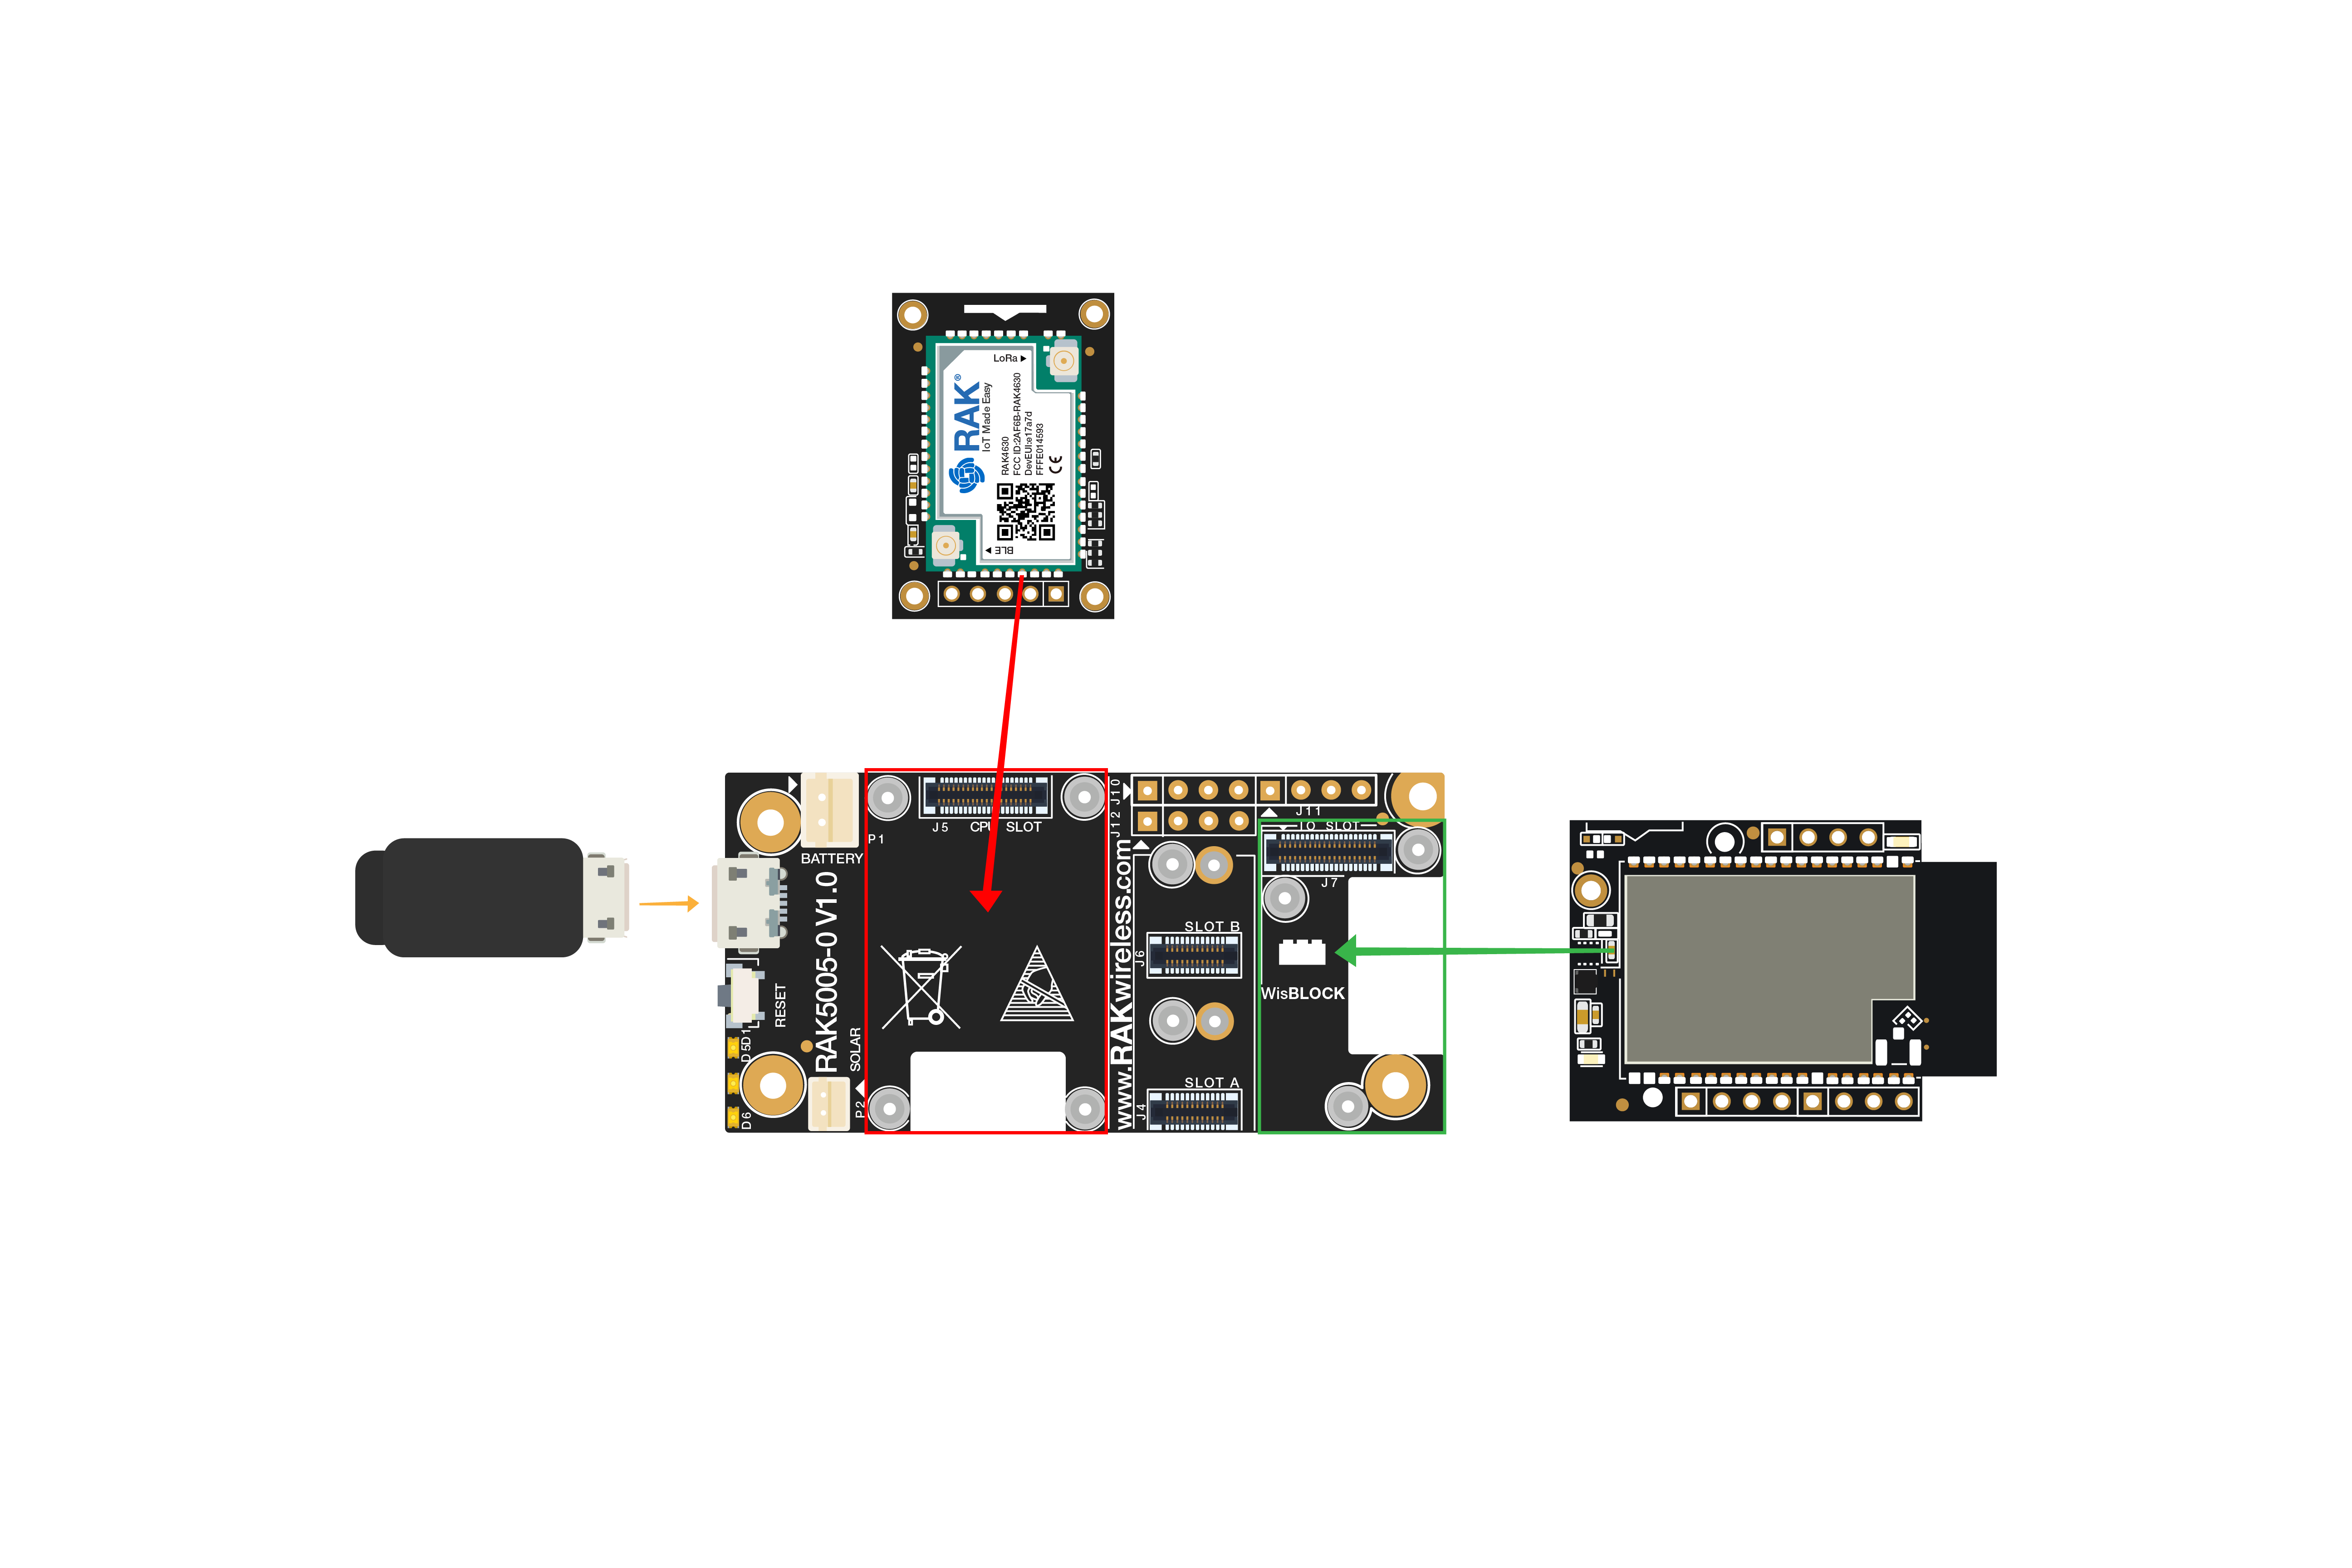 LoRa
RAK®
IoT Made Easy
RAK4630
FCC ID:2AF6B-RAK4630
DevEUI:e17a7d
FFFE014593
CE
BLE
BATTERY
P1
RESET
D1
D5
D6
RAK5005-0 V1.0
SOLAR
P2
J5
CPU SLOT
www.RAKwireless.com
J10
J12
J11
IO SLOT
J7
SLOT B
J6
WisBLOCK
SLOT A
J4